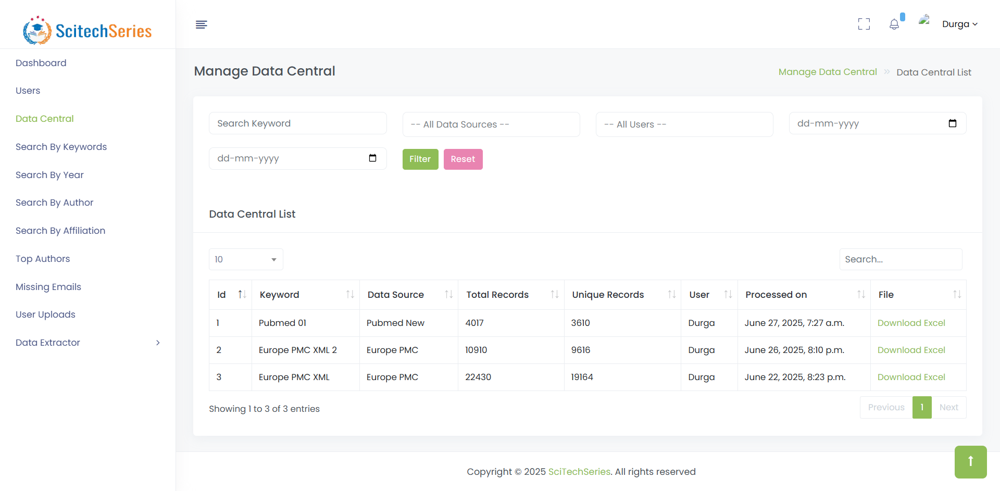 ScitechSeries
Durga
Dashboard
Users
Data Central
Search By Keywords
Search By Year
Search By Author
Search By Affiliation
Top Authors
Missing Emails
User Uploads
Data Extractor
Manage Data Central
Manage Data Central » Data Central List
Search Keyword
-- All Data Sources --
-- All Users --
dd-mm-yyyy
dd-mm-yyyy
Filter
Reset
Data Central List
10
Search...
Id Keyword Data Source Total Records Unique Records User Processed on File
1 Pubmed 01 Pubmed New 4017 3610 Durga June 27, 2025, 7:27 a.m. Download Excel
2 Europe PMC XML 2 Europe PMC 10910 9616 Durga June 26, 2025, 8:10 p.m. Download Excel
3 Europe PMC XML Europe PMC 22430 19164 Durga June 22, 2025, 8:23 p.m. Download Excel
Showing 1 to 3 of 3 entries
Previous 1 Next
Copyright © 2025 SciTechSeries. All rights reserved